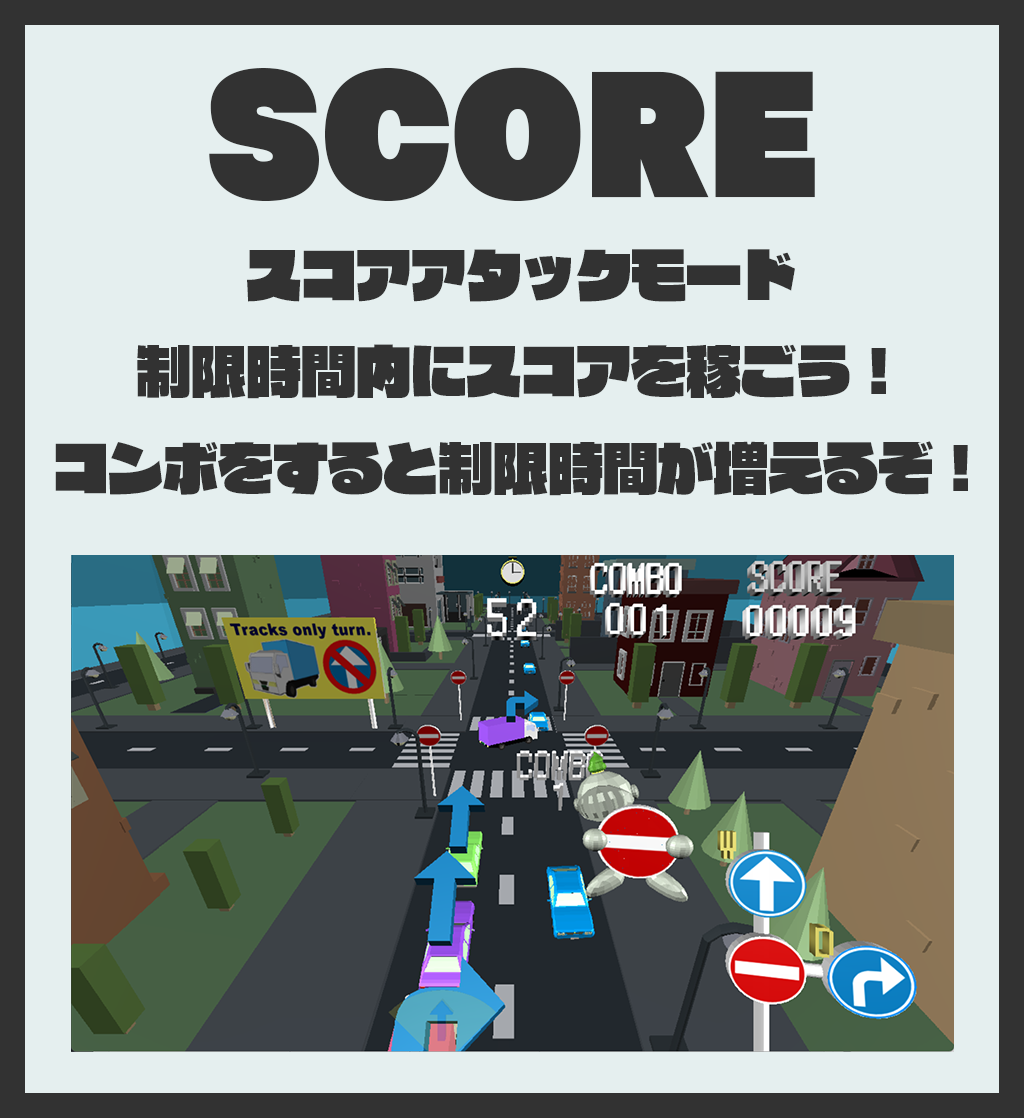 SCORE
スコアアタックモード
制限時間内にスコアを稼ごう！
コンボをすると制限時間が増えるぞ！
COMBO
SCORE
52
001
00009
Tracks only turn.
COMBO
W
D